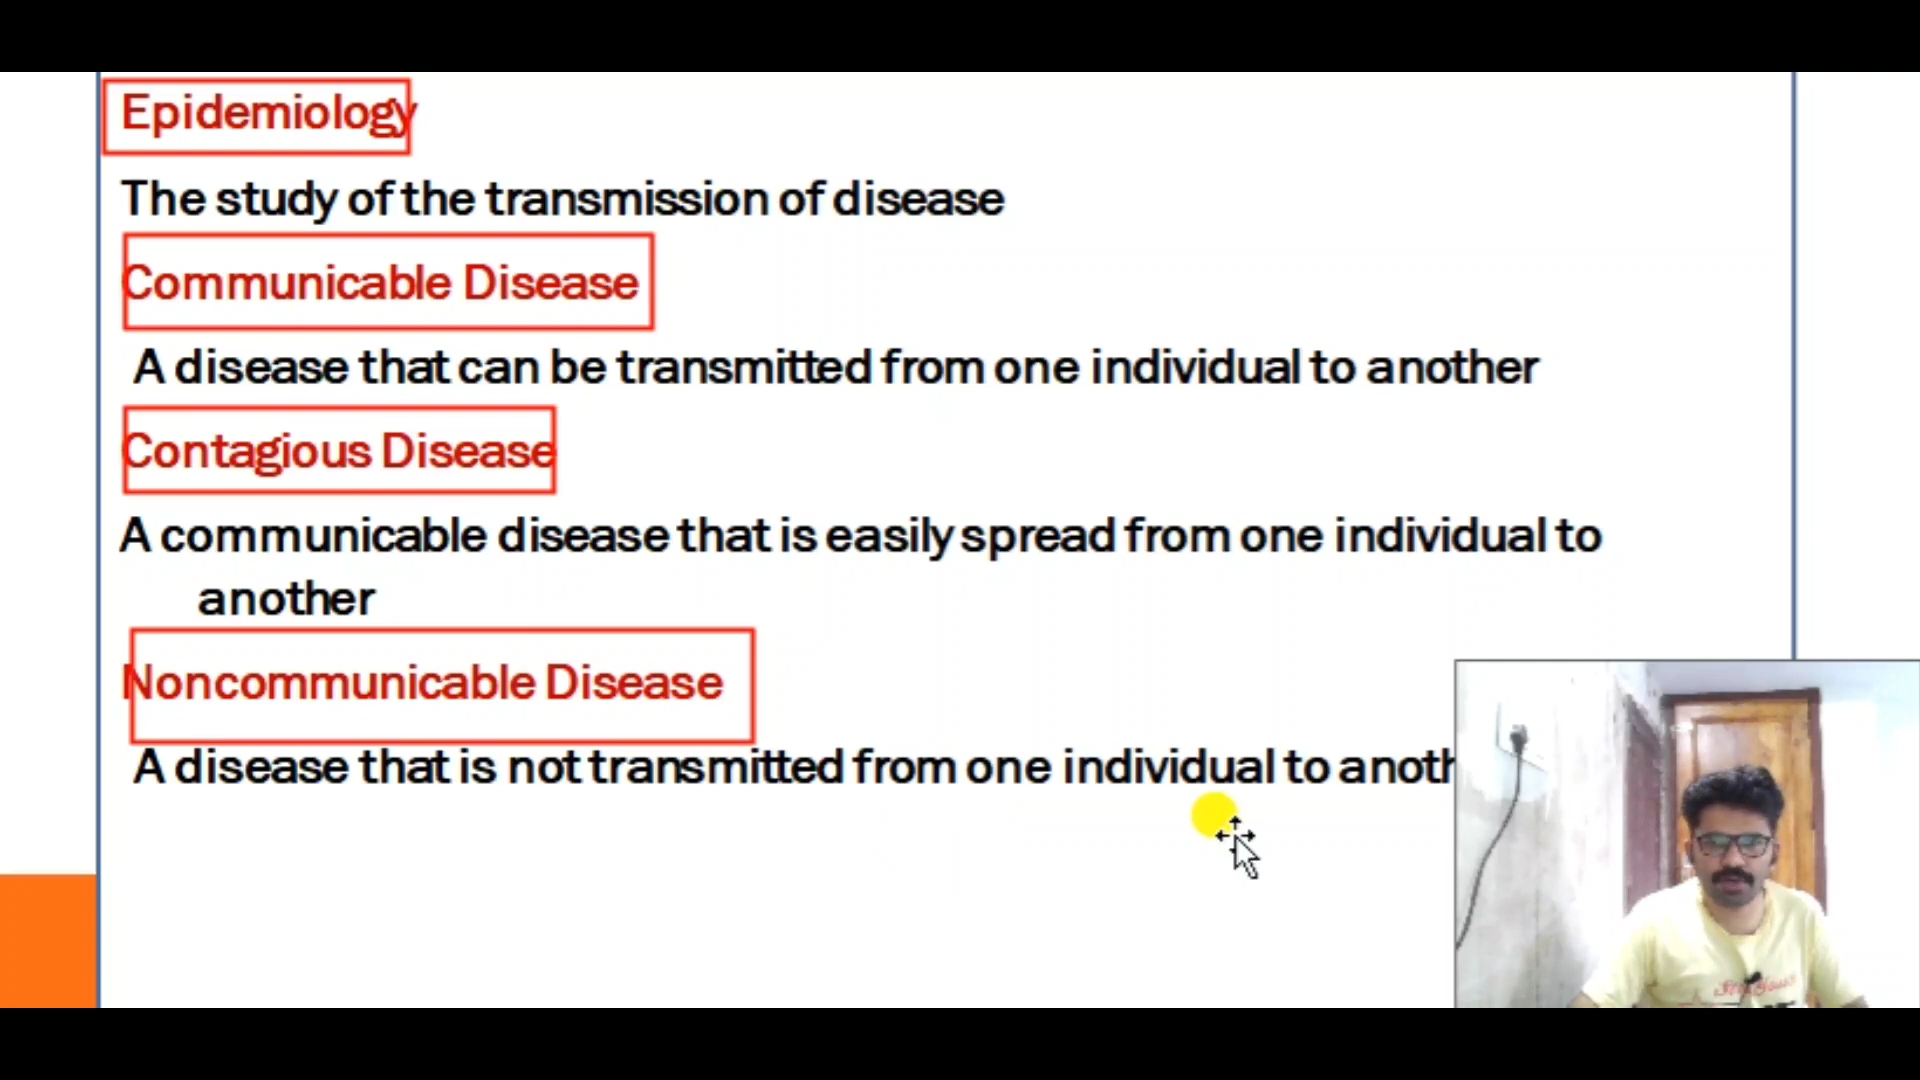 Epidemiology
The study of the transmission of disease
Communicable Disease
A disease that can be transmitted from one individual to another
Contagious Disease
A communicable disease that is easily spread from one individual to
another
Noncommunicable Disease
A disease that is not transmitted from one individual to anoth